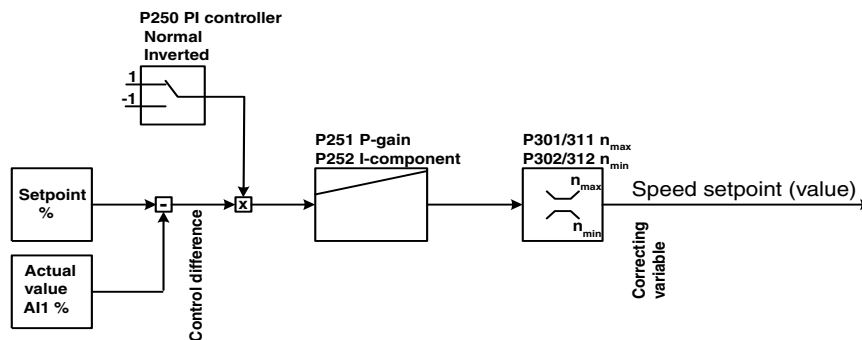 P250 PI controller
Normal
Inverted
1
-1
P251 P-gain
P252 I-component
P301/311 nmax
P302/312 nmin
Setpoint
%
-
Control difference
x
nmax
nmin
Speed setpoint (value)
Correcting
variable
Actual
value
AI1 %